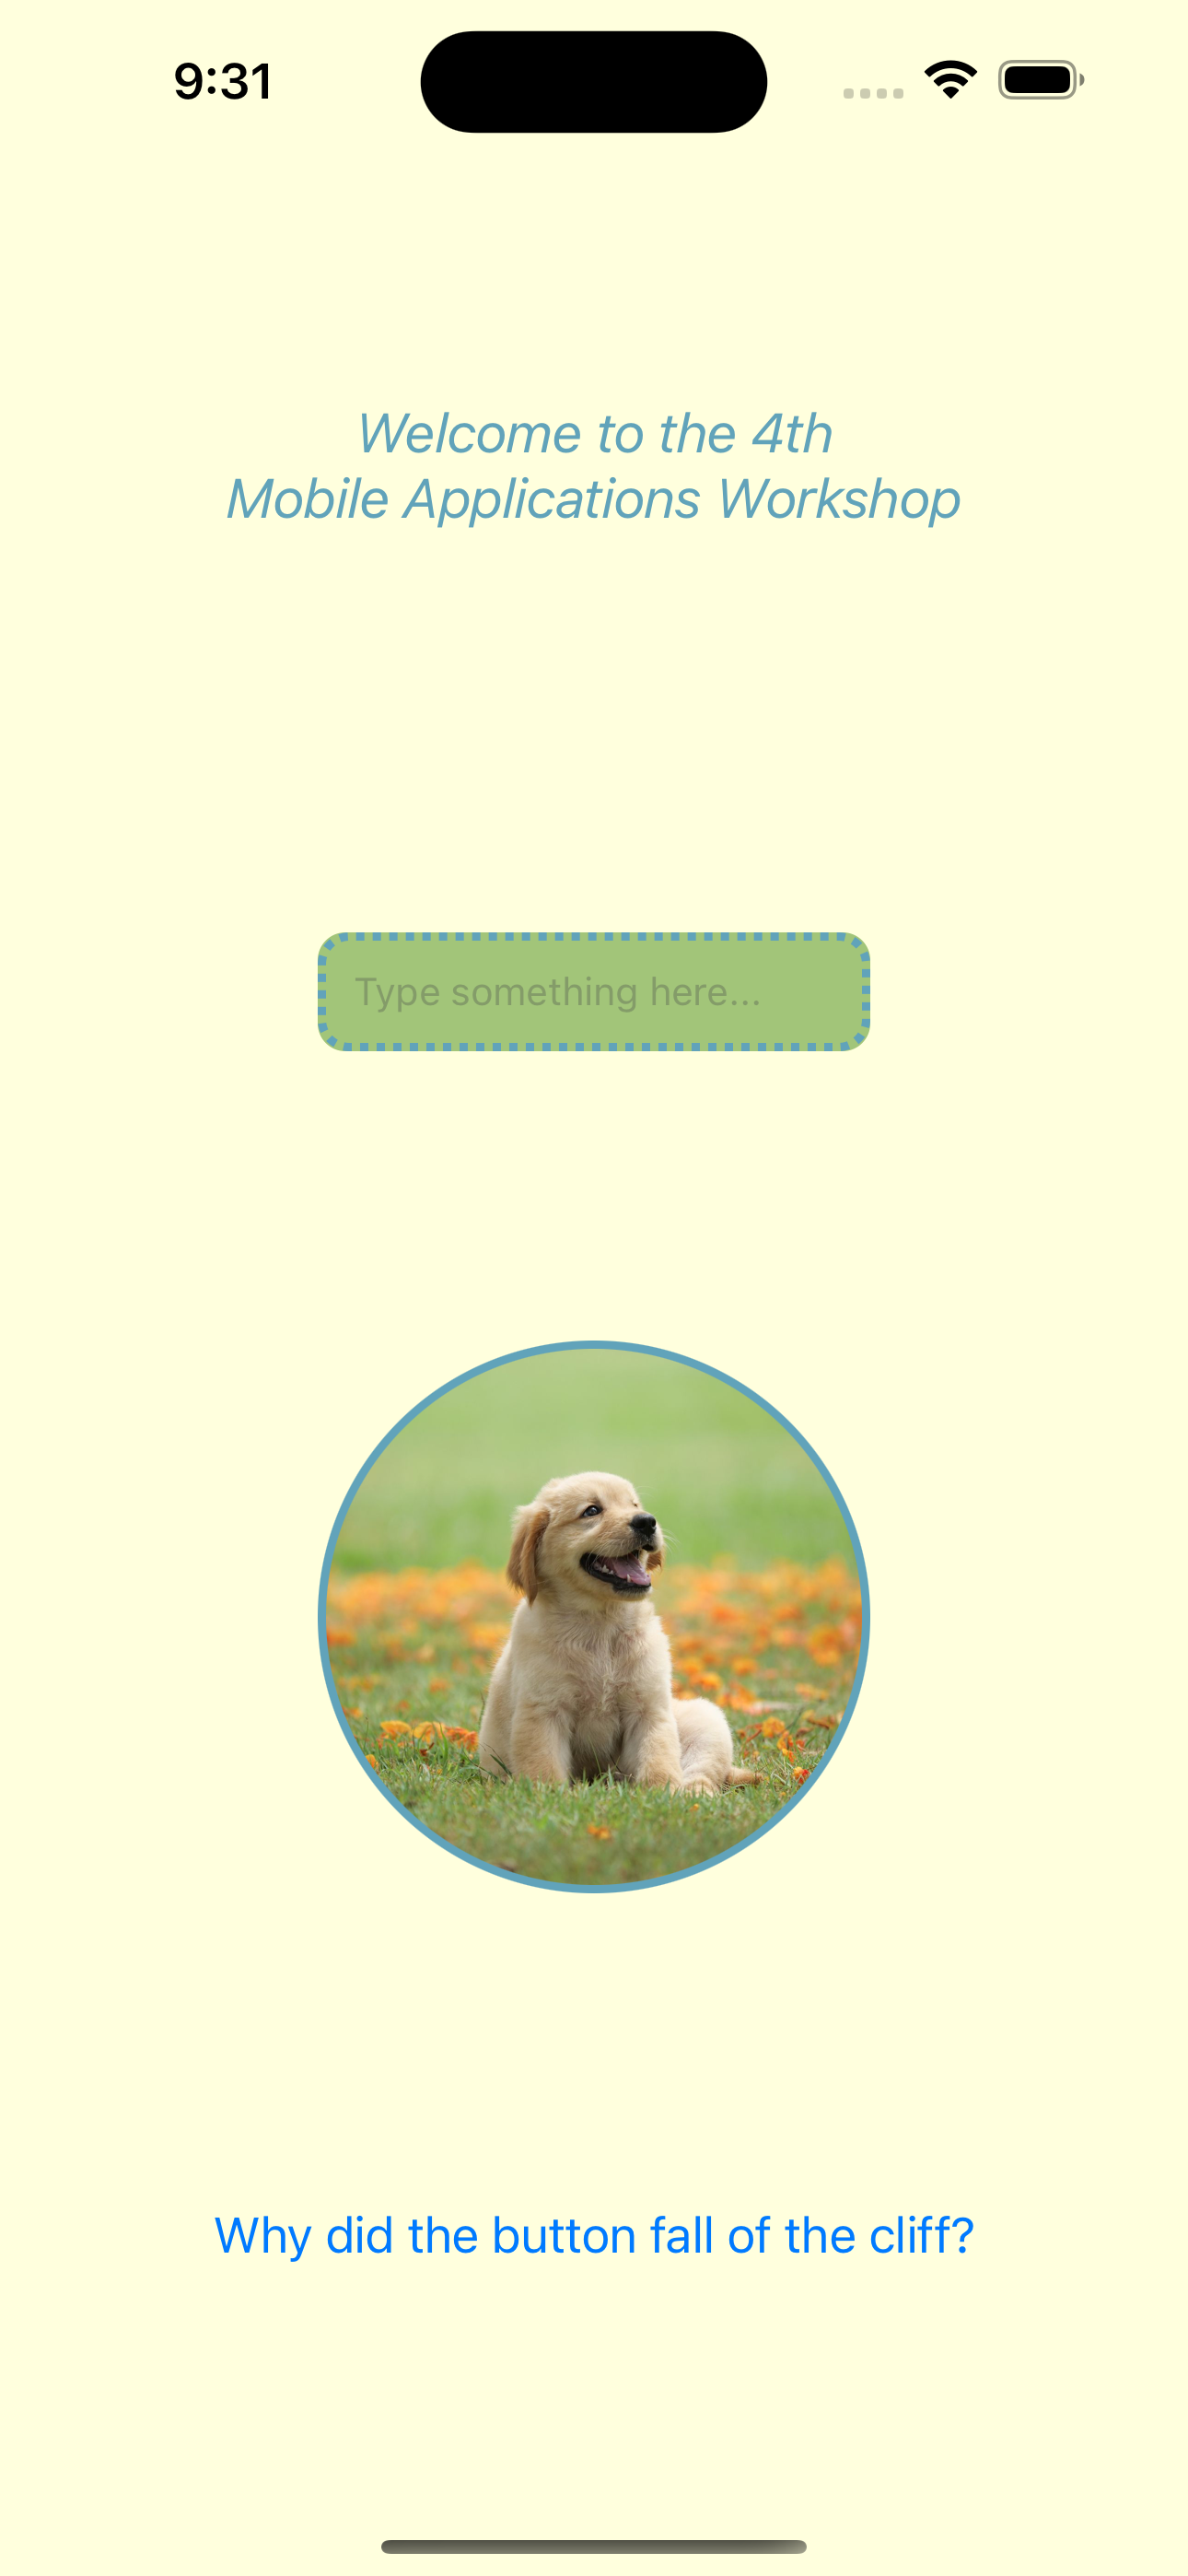 9:31
Welcome to the 4th
Mobile Applications Workshop
Type something here...
Why did the button fall of the cliff?